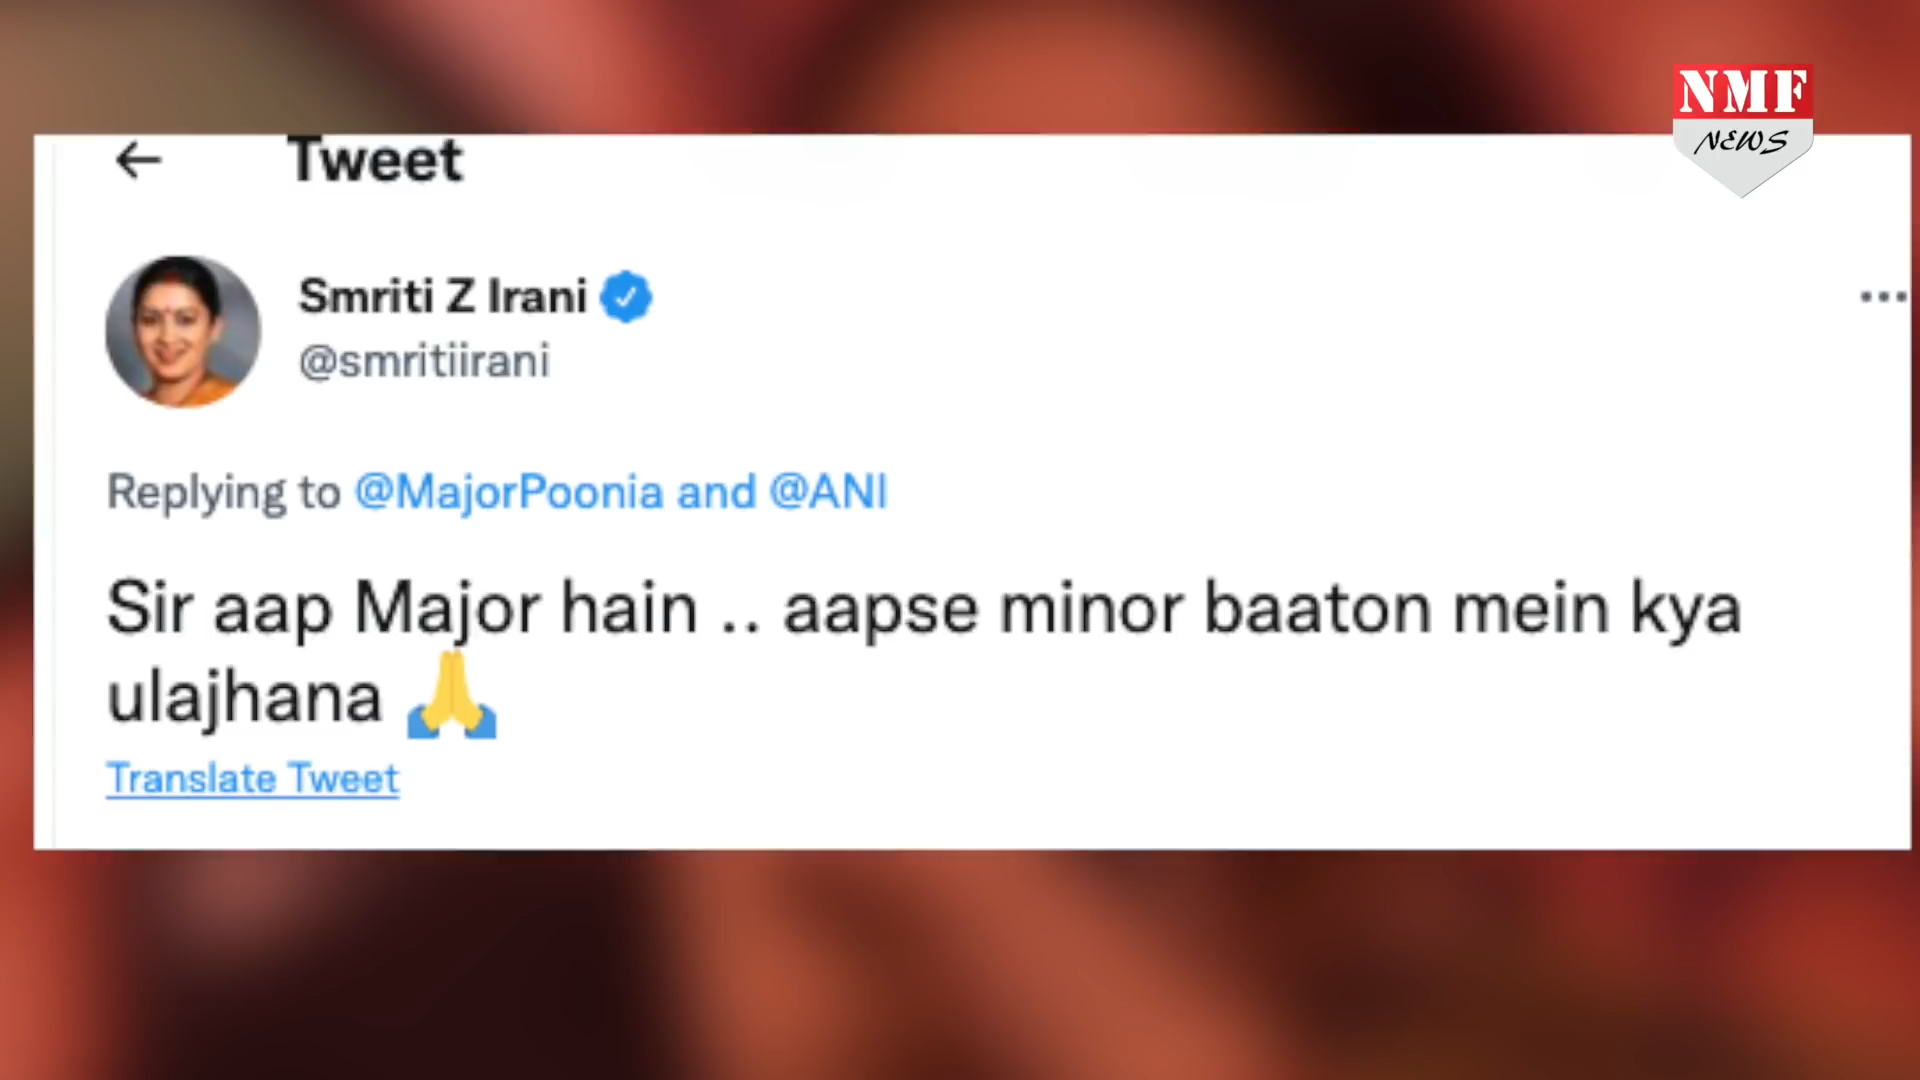 NMF
NEWS
Tweet
Smriti Z Irani
@smritiirani
Replying to @MajorPoonia and @ANI
Sir aap Major hain .. aapse minor baaton mein kya
ulajhana 🙏
Translate Tweet